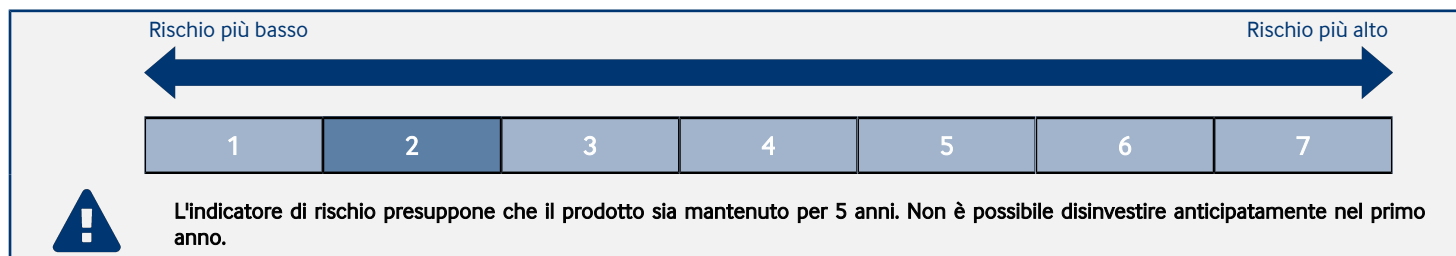 Rischio più basso Rischio più alto
1 2 3 4 5 6 7
L'indicatore di rischio presuppone che il prodotto sia mantenuto per 5 anni. Non è possibile disinvestire anticipatamente nel primo
anno.